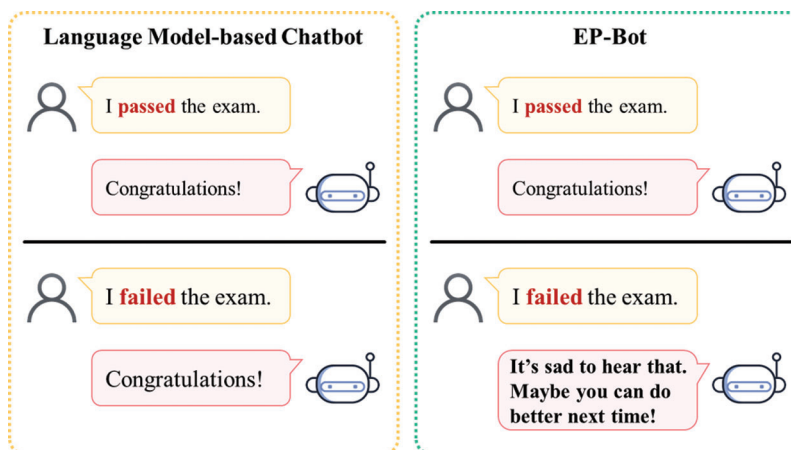 Language Model-based Chatbot
I passed the exam.
Congratulations!
I failed the exam.
Congratulations!
EP-Bot
I passed the exam.
Congratulations!
I failed the exam.
It's sad to hear that.
Maybe you can do
better next time!